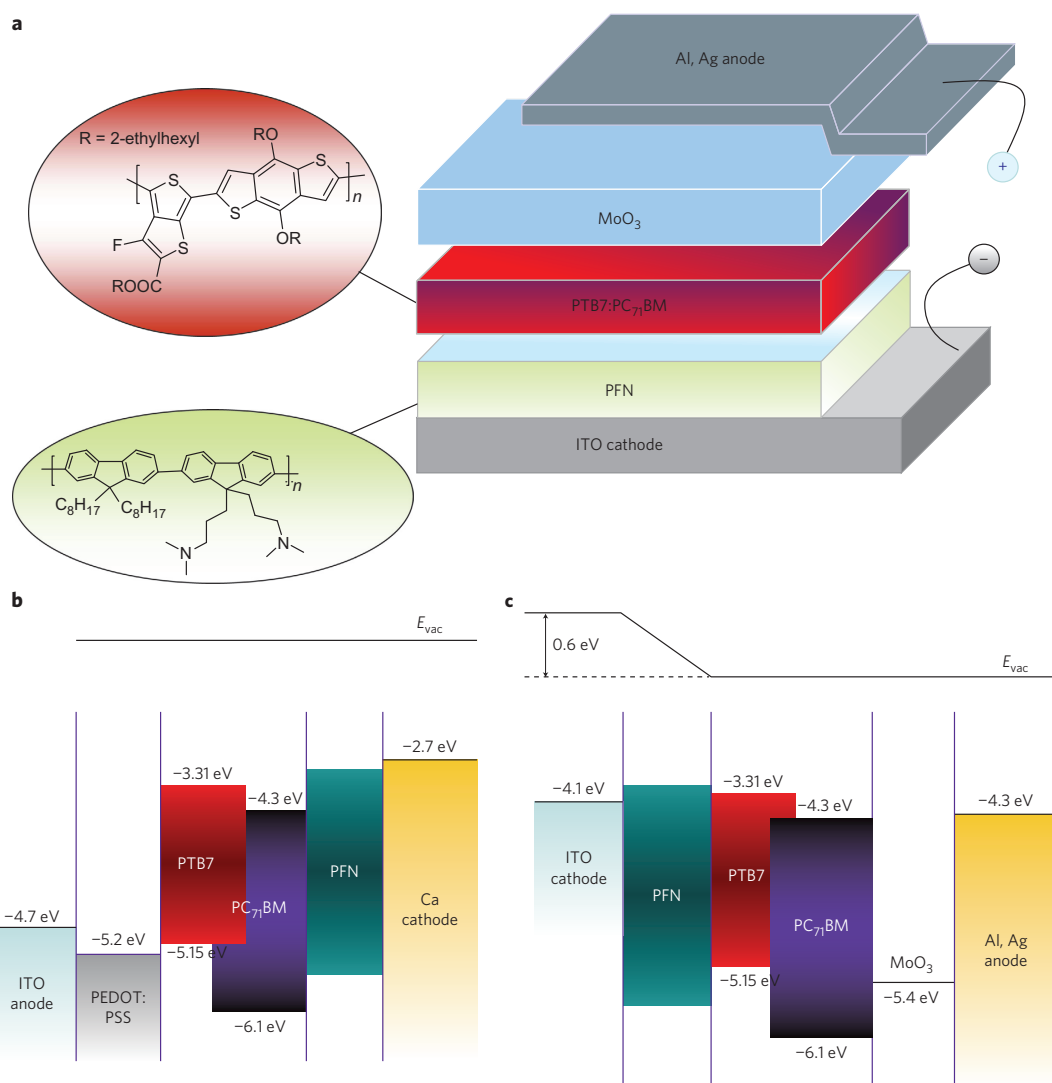 a
Al, Ag anode
+
MoO₃
−
PTB7:PC₇₁BM
PFN
ITO cathode
R = 2-ethylhexyl
RO
S
S
n
S
F
S
OR
ROOC
n
C₈H₁₇
C₈H₁₇
N
N
b
Evac
−2.7 eV
−3.31 eV
−4.3 eV
PTB7
PFN
PC₇₁BM
Ca
cathode
−4.7 eV
−5.2 eV
−5.15 eV
ITO
anode
PEDOT:
PSS
−6.1 eV
c
0.6 eV
Evac
−4.1 eV
−3.31 eV
−4.3 eV
−4.3 eV
ITO
cathode
PFN
PTB7
PC₇₁BM
Al, Ag
anode
MoO₃
−5.15 eV
−5.4 eV
−6.1 eV